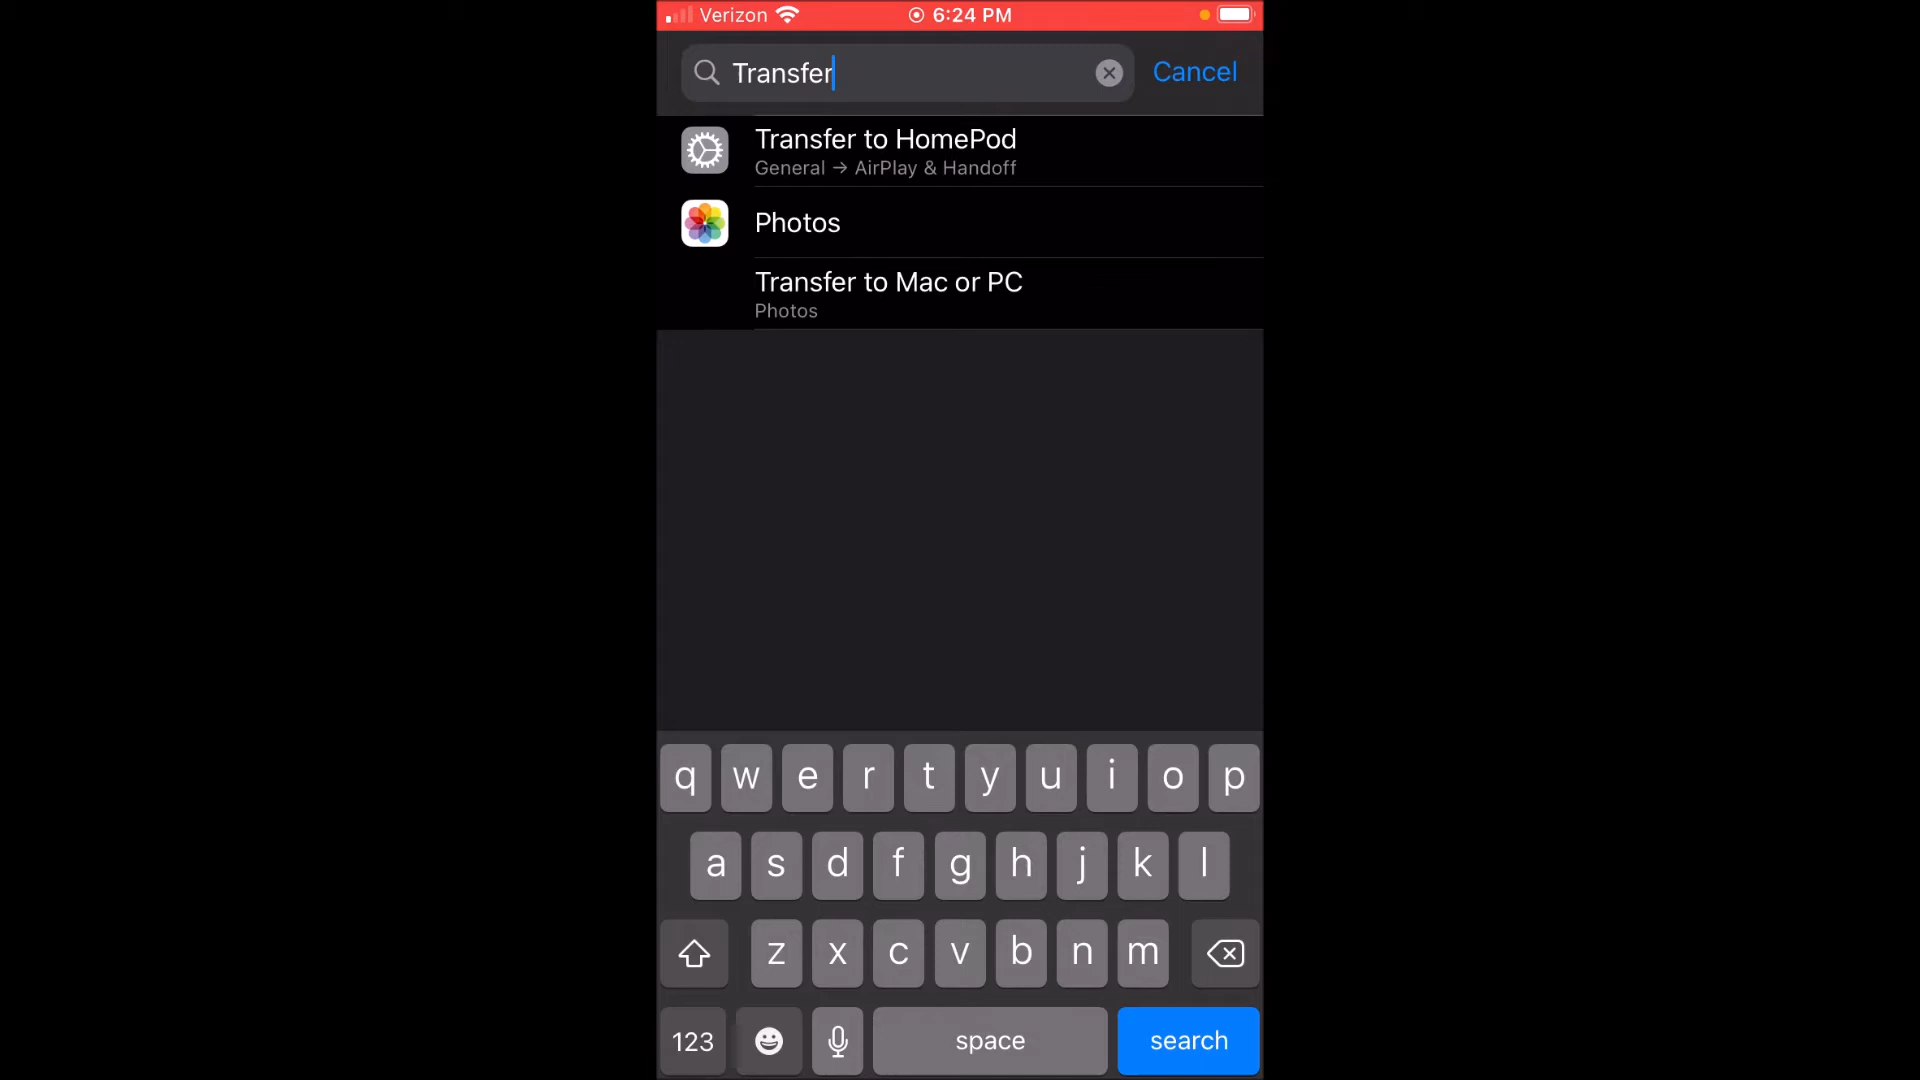 Verizon 6:24 PM
Transfer Cancel
Transfer to HomePod
General → AirPlay & Handoff
Photos
Transfer to Mac or PC
Photos
q w e r t y u i o p
a s d f g h j k l
z x c v b n m
123 space search